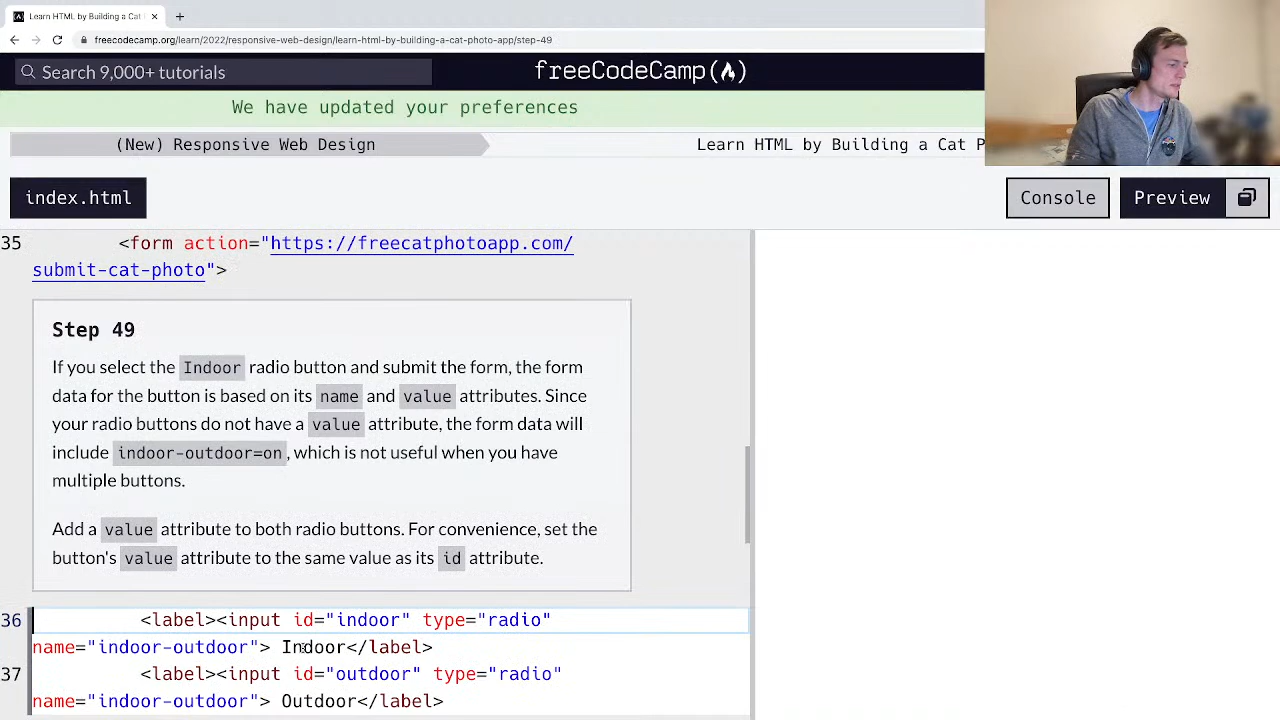 Learn HTML by Building a Cat
freecodecamp.org/learn/2022/responsive-web-design/learn-html-by-building-a-cat-photo-app/step-49
Search 9,000+ tutorials
freeCodeCamp
We have updated your preferences
(New) Responsive Web Design
Learn HTML by Building a Cat P
index.html
Console
Preview
35 <form action="https://freecatphotoapp.com/
submit-cat-photo">
Step 49
If you select the Indoor radio button and submit the form, the form
data for the button is based on its name and value attributes. Since
your radio buttons do not have a value attribute, the form data will
include indoor-outdoor=on, which is not useful when you have
multiple buttons.
Add a value attribute to both radio buttons. For convenience, set the
button's value attribute to the same value as its id attribute.
36 <label><input id="indoor" type="radio"
name="indoor-outdoor"> Indoor</label>
37 <label><input id="outdoor" type="radio"
name="indoor-outdoor"> Outdoor</label>